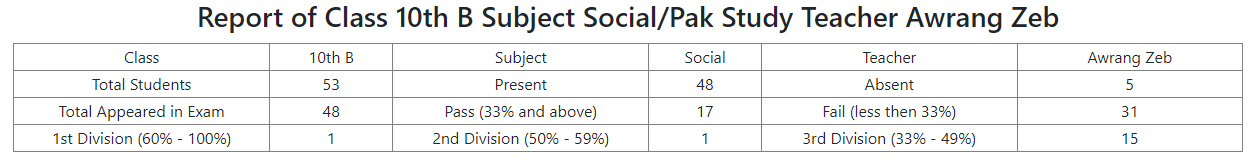 Report of Class 10th B Subject Social/Pak Study Teacher Awrang Zeb
Class 10th B Subject Social Teacher Awrang Zeb
Total Students 53 Present 48 Absent 5
Total Appeared in Exam 48 Pass (33% and above) 17 Fail (less then 33%) 31
1st Division (60% - 100%) 1 2nd Division (50% - 59%) 1 3rd Division (33% - 49%) 15